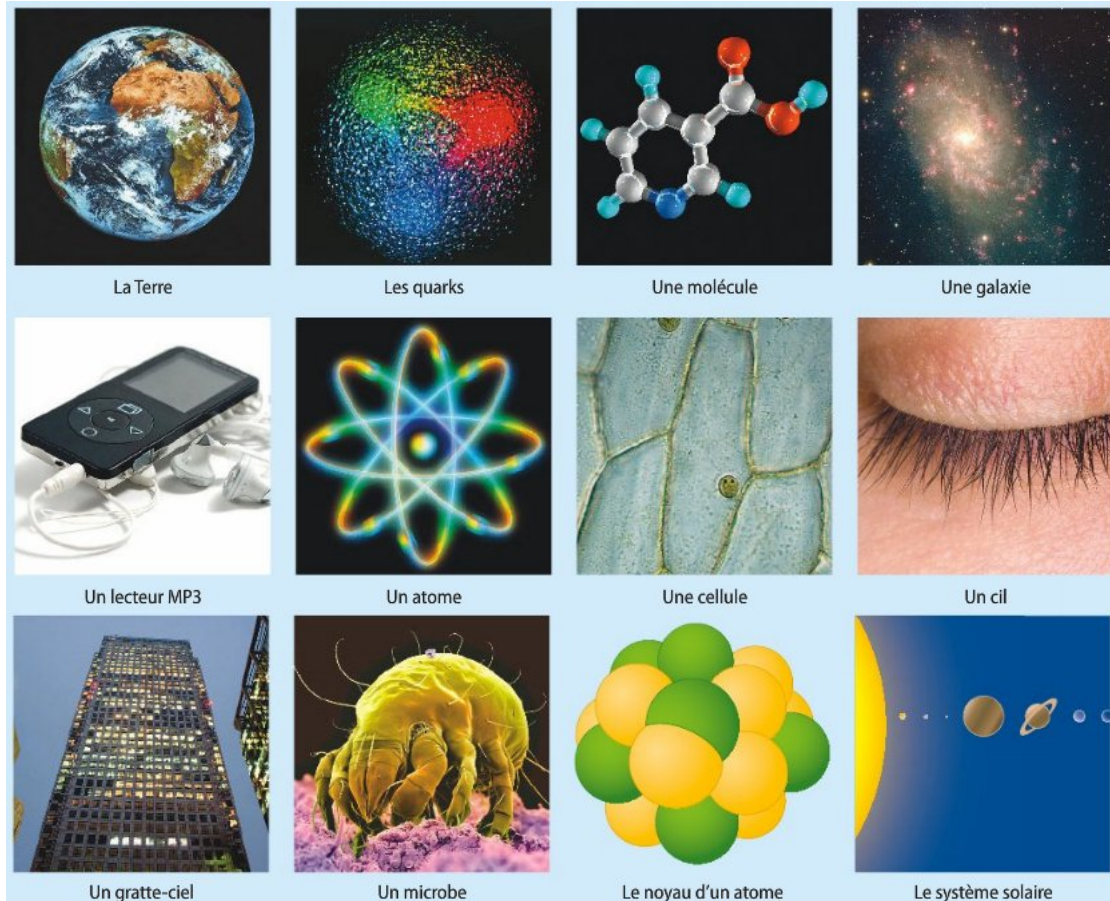 La Terre
Les quarks
Une molécule
Une galaxie
Un lecteur MP3
Un atome
Une cellule
Un cil
Un gratte-ciel
Un microbe
Le noyau d'un atome
Le système solaire